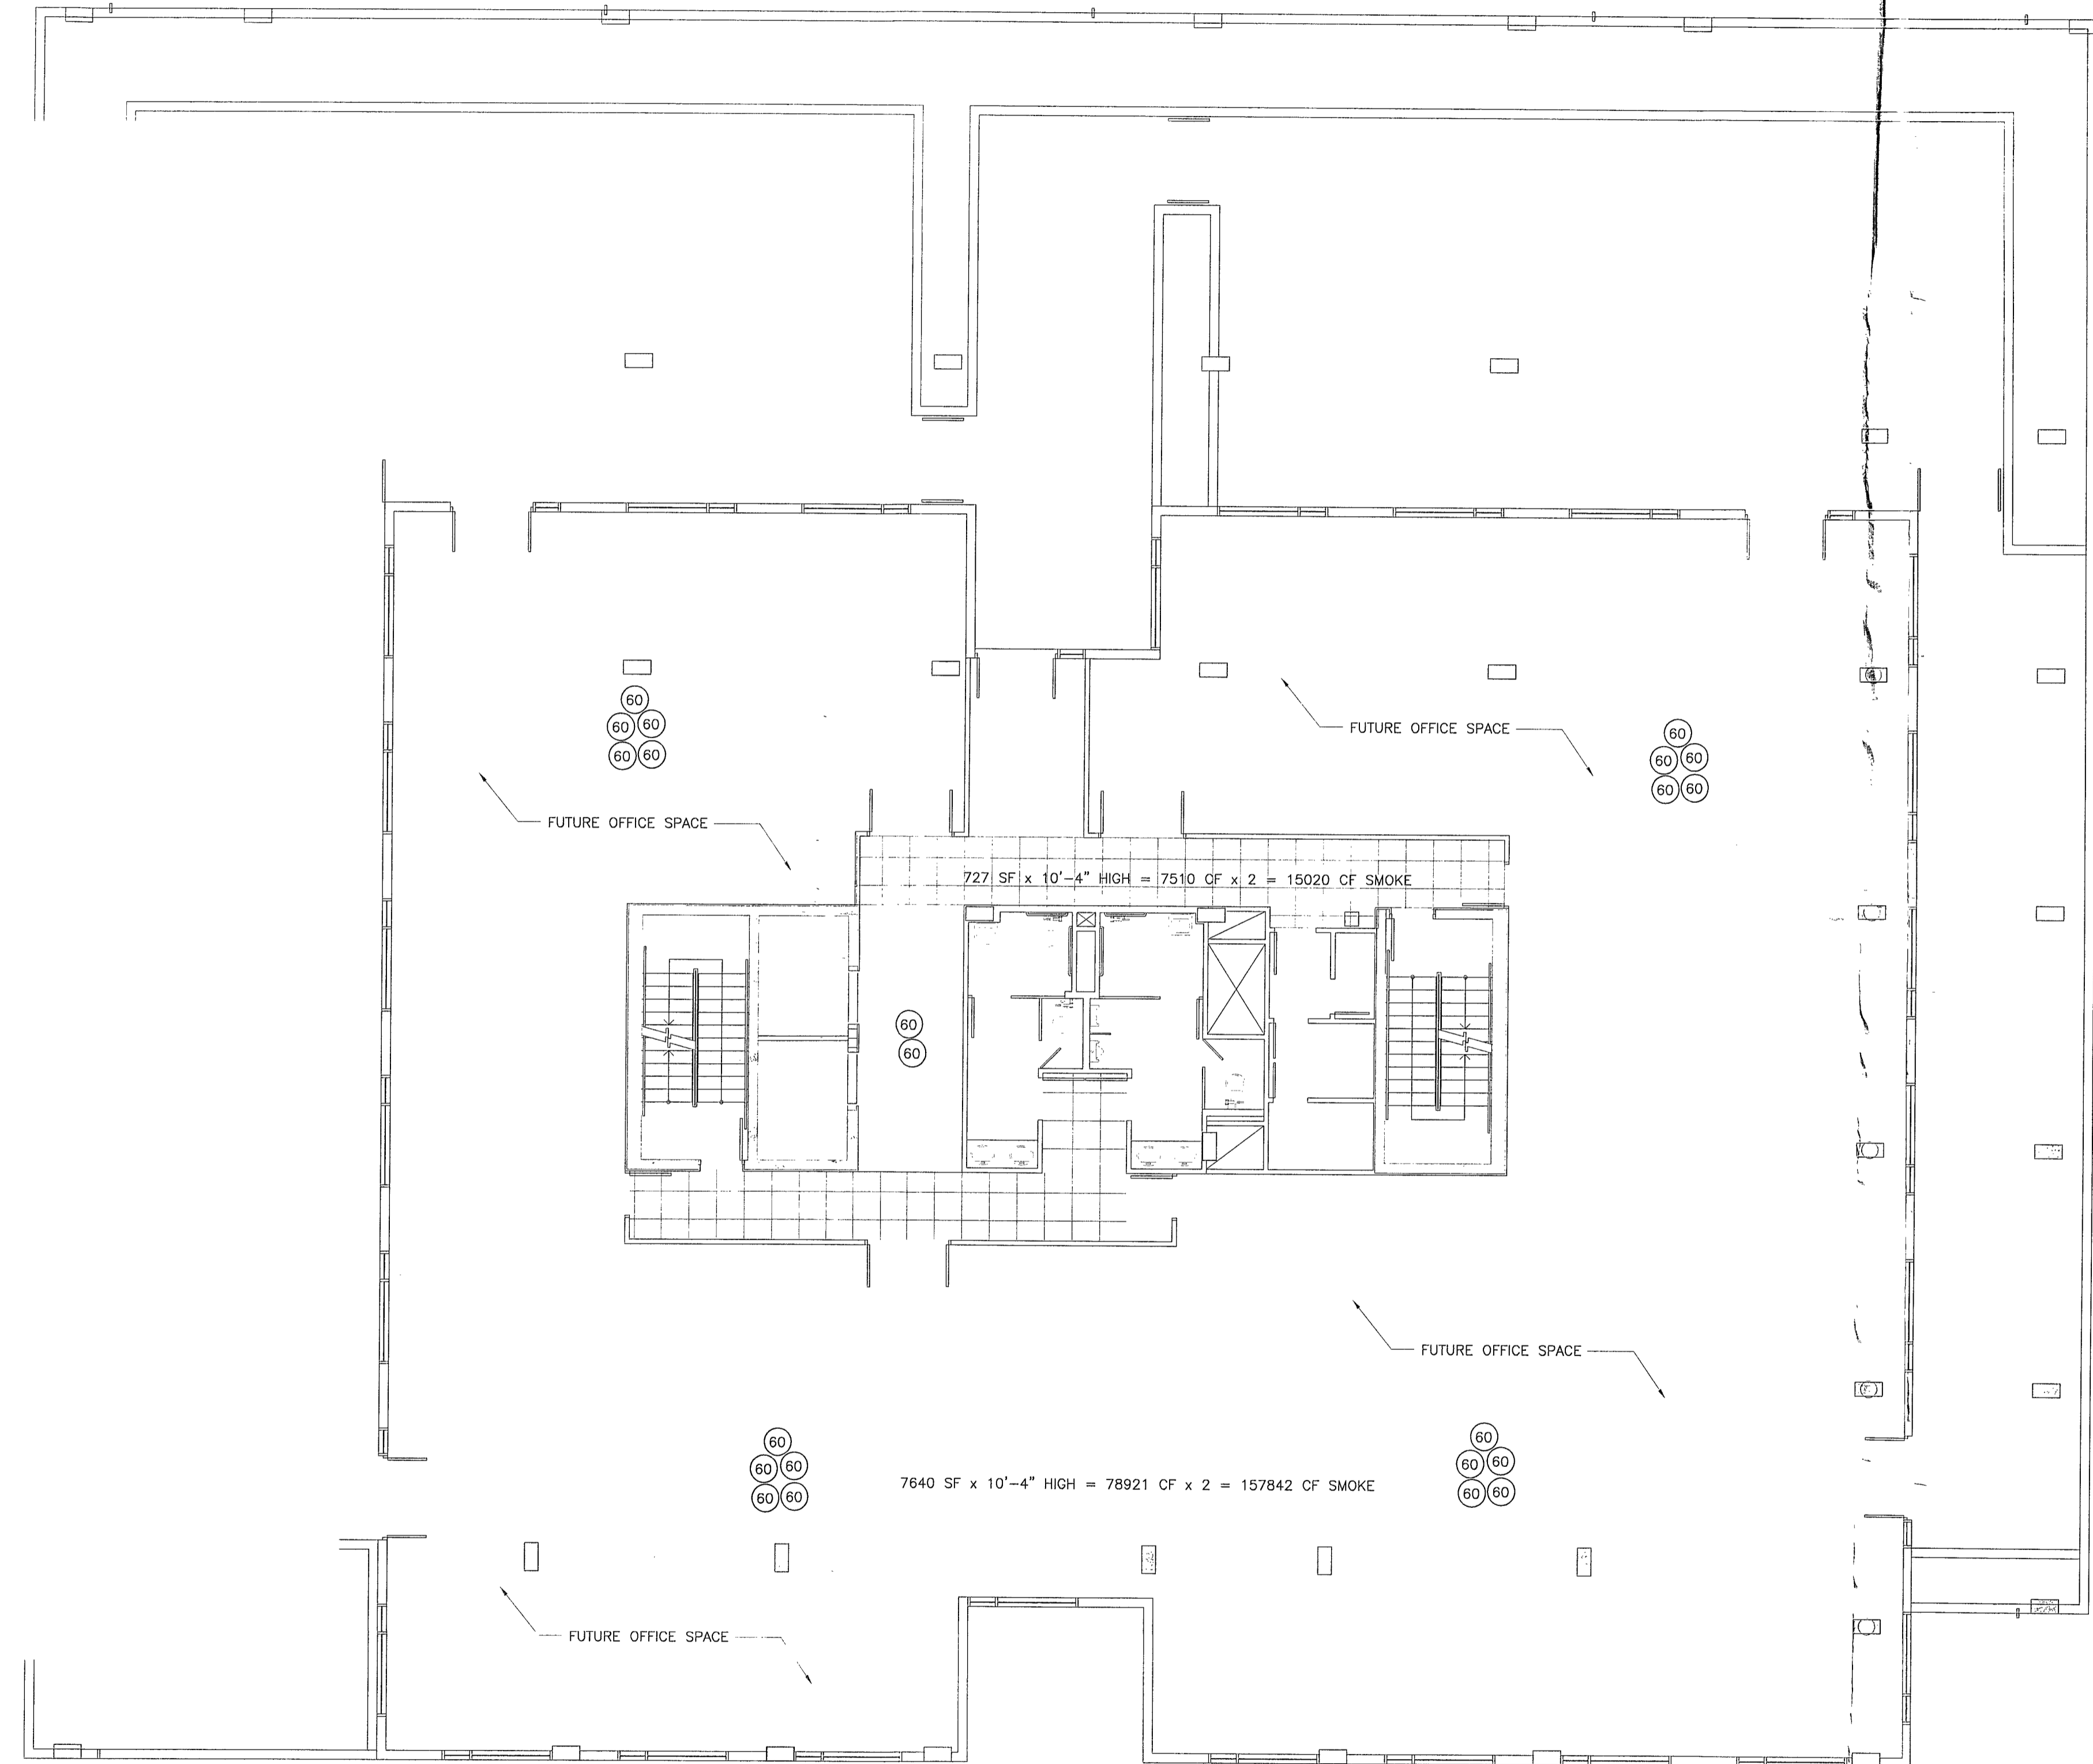 60
60 60
60 60
60
60 60
60 60
FUTURE OFFICE SPACE
FUTURE OFFICE SPACE
727 SF x 10'-4" HIGH = 7510 CF x 2 = 15020 CF SMOKE
60
60
FUTURE OFFICE SPACE
60
60 60
60 60
60
60 60
60 60
7640 SF x 10'-4" HIGH = 78921 CF x 2 = 157842 CF SMOKE
FUTURE OFFICE SPACE